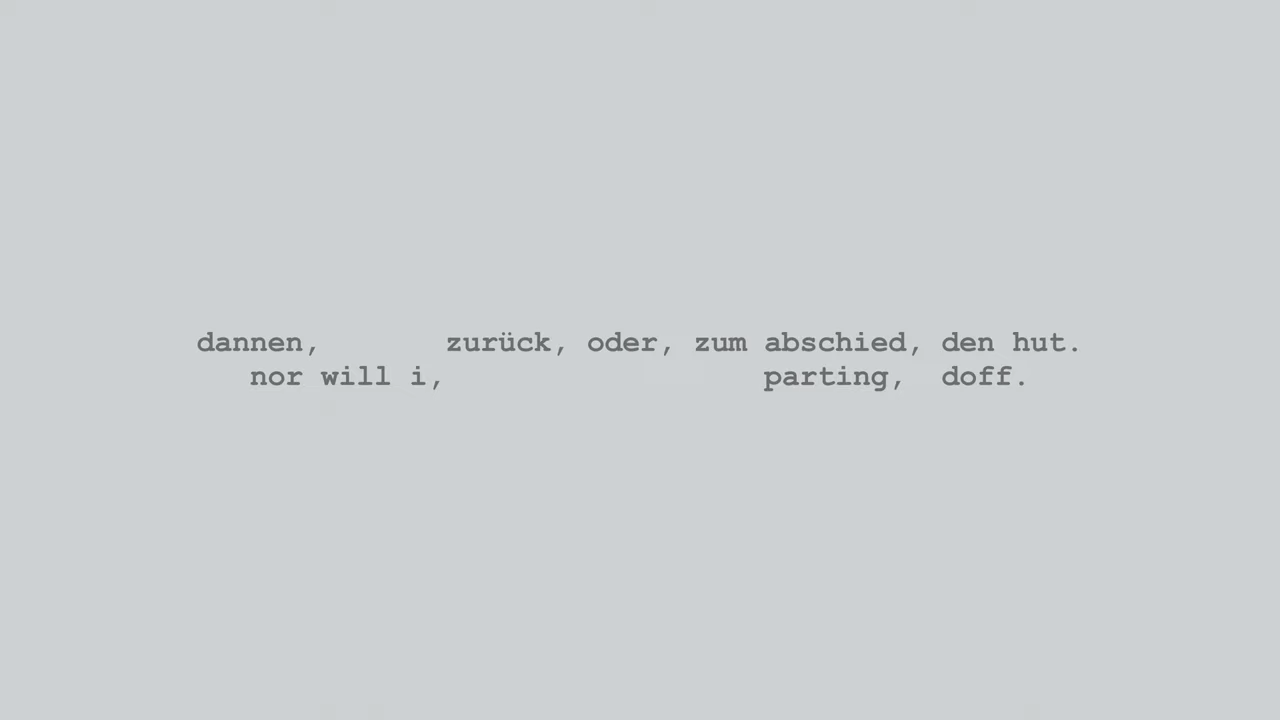 dannen, zurück, oder, zum abschied, den hut.
nor will i, parting, doff.